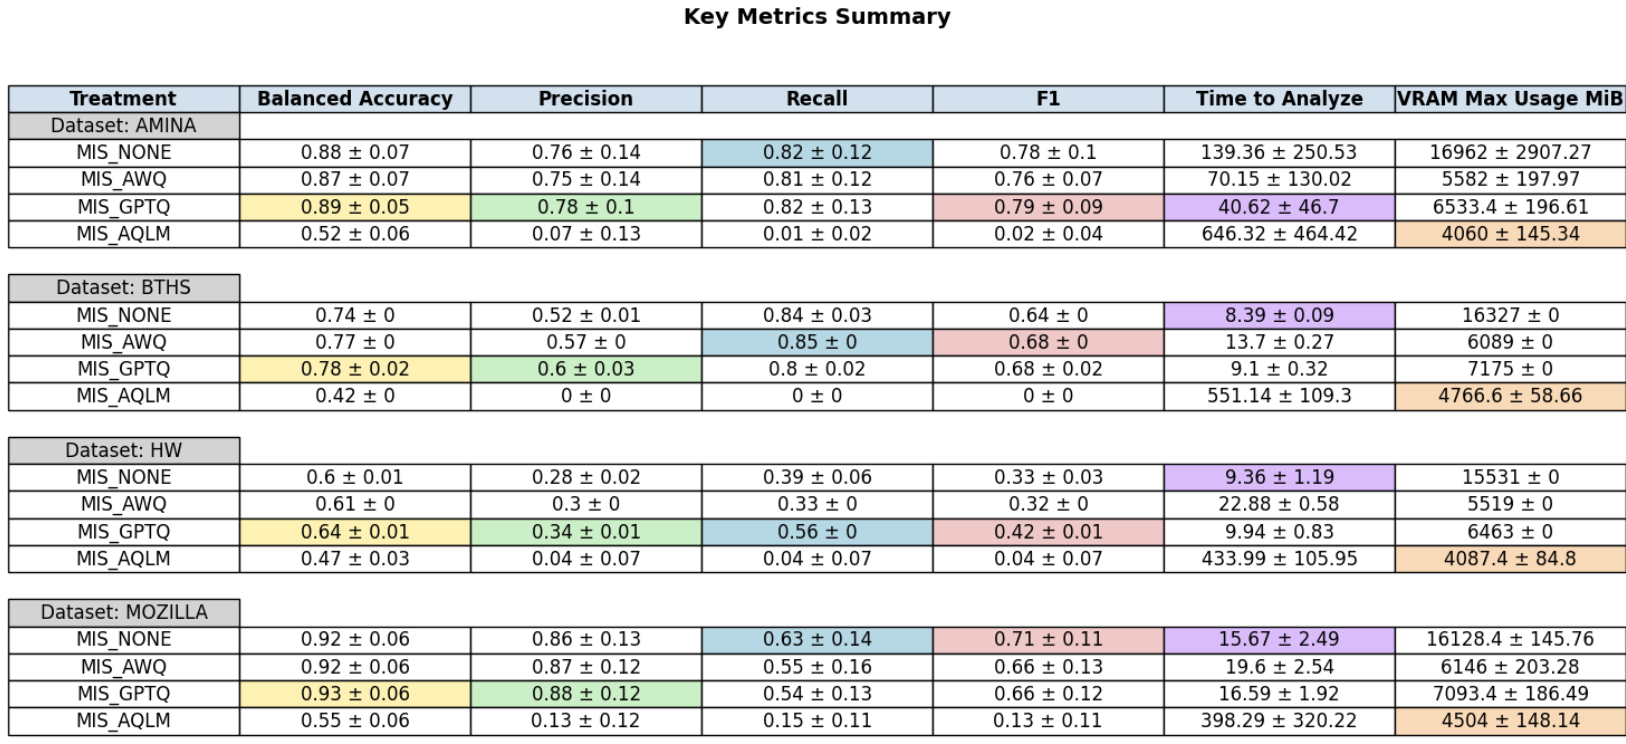 Key Metrics Summary
Treatment Balanced Accuracy Precision Recall F1 Time to Analyze VRAM Max Usage MiB
Dataset: AMINA
MIS_NONE 0.88 ± 0.07 0.76 ± 0.14 0.82 ± 0.12 0.78 ± 0.1 139.36 ± 250.53 16962 ± 2907.27
MIS_AWQ 0.87 ± 0.07 0.75 ± 0.14 0.81 ± 0.12 0.76 ± 0.07 70.15 ± 130.02 5582 ± 197.97
MIS_GPTQ 0.89 ± 0.05 0.78 ± 0.1 0.82 ± 0.13 0.79 ± 0.09 40.62 ± 46.7 6533.4 ± 196.61
MIS_AQLM 0.52 ± 0.06 0.07 ± 0.13 0.01 ± 0.02 0.02 ± 0.04 646.32 ± 464.42 4060 ± 145.34
Dataset: BTHS
MIS_NONE 0.74 ± 0 0.52 ± 0.01 0.84 ± 0.03 0.64 ± 0 8.39 ± 0.09 16327 ± 0
MIS_AWQ 0.77 ± 0 0.57 ± 0 0.85 ± 0 0.68 ± 0 13.7 ± 0.27 6089 ± 0
MIS_GPTQ 0.78 ± 0.02 0.6 ± 0.03 0.8 ± 0.02 0.68 ± 0.02 9.1 ± 0.32 7175 ± 0
MIS_AQLM 0.42 ± 0 0 ± 0 0 ± 0 0 ± 0 551.14 ± 109.3 4766.6 ± 58.66
Dataset: HW
MIS_NONE 0.6 ± 0.01 0.28 ± 0.02 0.39 ± 0.06 0.33 ± 0.03 9.36 ± 1.19 15531 ± 0
MIS_AWQ 0.61 ± 0 0.3 ± 0 0.33 ± 0 0.32 ± 0 22.88 ± 0.58 5519 ± 0
MIS_GPTQ 0.64 ± 0.01 0.34 ± 0.01 0.56 ± 0 0.42 ± 0.01 9.94 ± 0.83 6463 ± 0
MIS_AQLM 0.47 ± 0.03 0.04 ± 0.07 0.04 ± 0.07 0.04 ± 0.07 433.99 ± 105.95 4087.4 ± 84.8
Dataset: MOZILLA
MIS_NONE 0.92 ± 0.06 0.86 ± 0.13 0.63 ± 0.14 0.71 ± 0.11 15.67 ± 2.49 16128.4 ± 145.76
MIS_AWQ 0.92 ± 0.06 0.87 ± 0.12 0.55 ± 0.16 0.66 ± 0.13 19.6 ± 2.54 6146 ± 203.28
MIS_GPTQ 0.93 ± 0.06 0.88 ± 0.12 0.54 ± 0.13 0.66 ± 0.12 16.59 ± 1.92 7093.4 ± 186.49
MIS_AQLM 0.55 ± 0.06 0.13 ± 0.12 0.15 ± 0.11 0.13 ± 0.11 398.29 ± 320.22 4504 ± 148.14